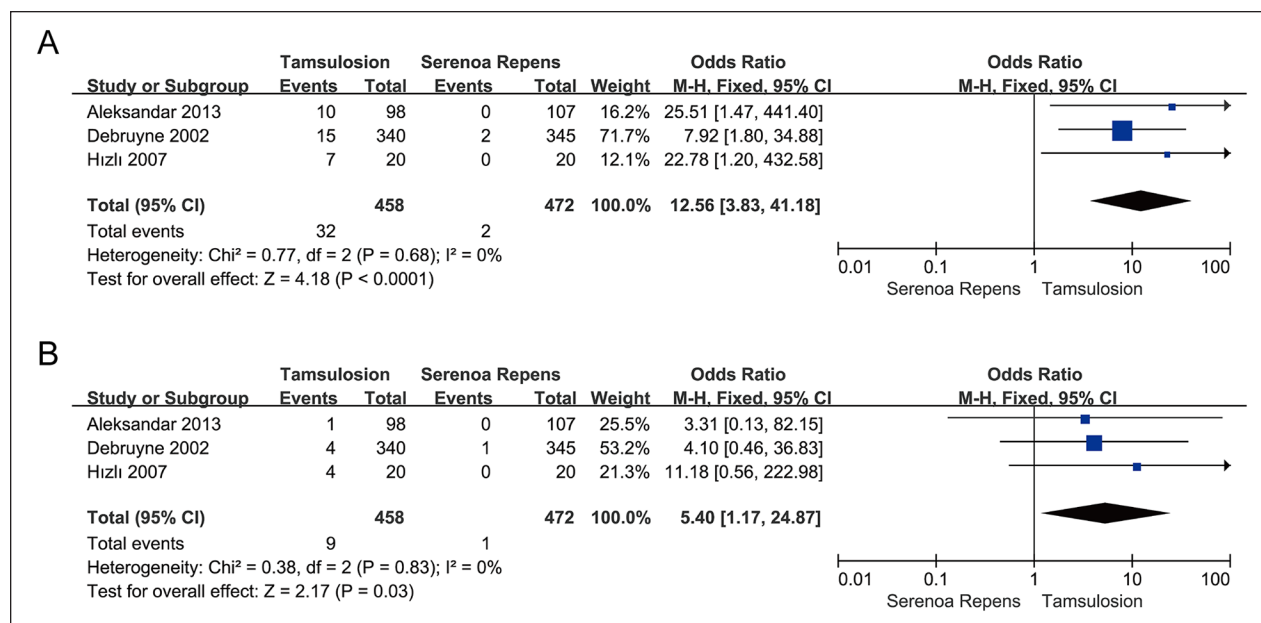 A
Tamsulosion Serenoa Repens Odds Ratio Odds Ratio
Study or Subgroup Events Total Events Total Weight M-H, Fixed, 95% CI M-H, Fixed, 95% CI
Aleksandar 2013 10 98 0 107 16.2% 25.51 [1.47, 441.40]
Debruyne 2002 15 340 2 345 71.7% 7.92 [1.80, 34.88]
Hızlı 2007 7 20 0 20 12.1% 22.78 [1.20, 432.58]
Total (95% CI) 458 472 100.0% 12.56 [3.83, 41.18]
Total events 32 2
Heterogeneity: Chi² = 0.77, df = 2 (P = 0.68); I² = 0%
Test for overall effect: Z = 4.18 (P < 0.0001)
0.01 0.1 1 10 100
Serenoa Repens Tamsulosion
B
Tamsulosion Serenoa Repens Odds Ratio Odds Ratio
Study or Subgroup Events Total Events Total Weight M-H, Fixed, 95% CI M-H, Fixed, 95% CI
Aleksandar 2013 1 98 0 107 25.5% 3.31 [0.13, 82.15]
Debruyne 2002 4 340 1 345 53.2% 4.10 [0.46, 36.83]
Hızlı 2007 4 20 0 20 21.3% 11.18 [0.56, 222.98]
Total (95% CI) 458 472 100.0% 5.40 [1.17, 24.87]
Total events 9 1
Heterogeneity: Chi² = 0.38, df = 2 (P = 0.83); I² = 0%
Test for overall effect: Z = 2.17 (P = 0.03)
0.01 0.1 1 10 100
Serenoa Repens Tamsulosion